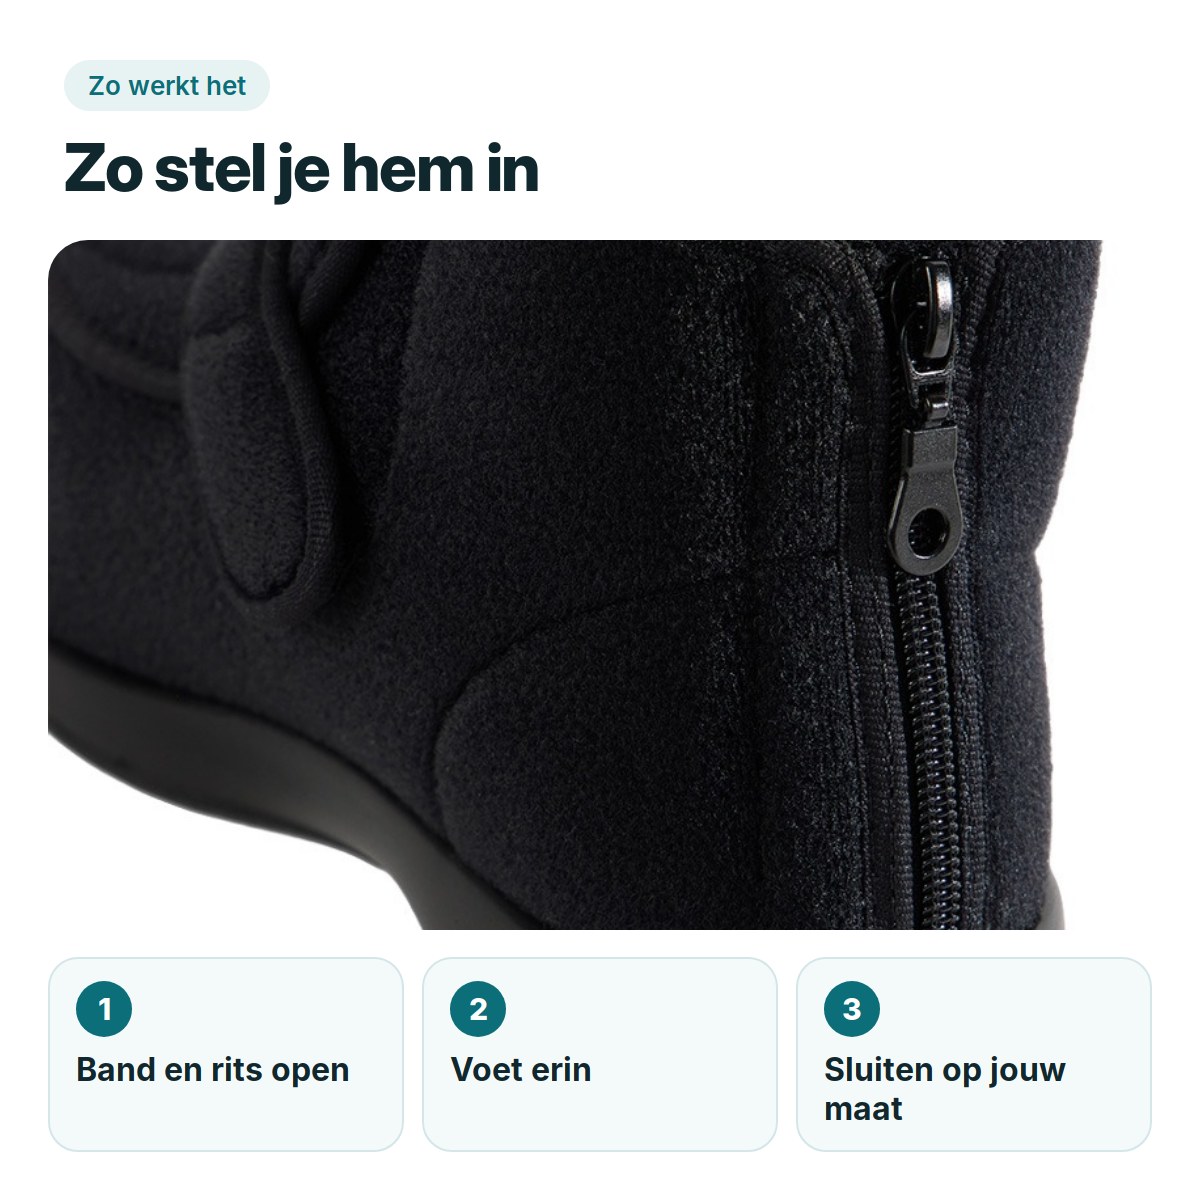 Zo werkt het
Zo stel je hem in
1
Band en rits open
2
Voet erin
3
Sluiten op jouw
maat